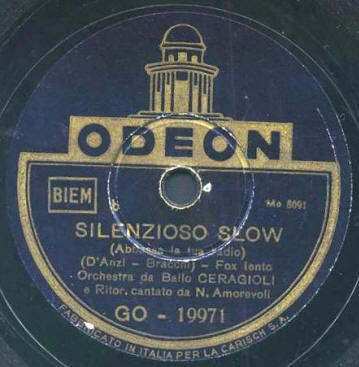 ODEON
BIEM
b
Mo 8091
SILENZIOSO SLOW
(Abbassa la tua radio)
(D'Anzi - Bracchi) - Fox lento
Orchestra da Ballo CERAGIOLI
e Ritor. cantato da N. Amorevoli
GO - 19971
FABBRICATO IN ITALIA PER LA CARISCH S.A.